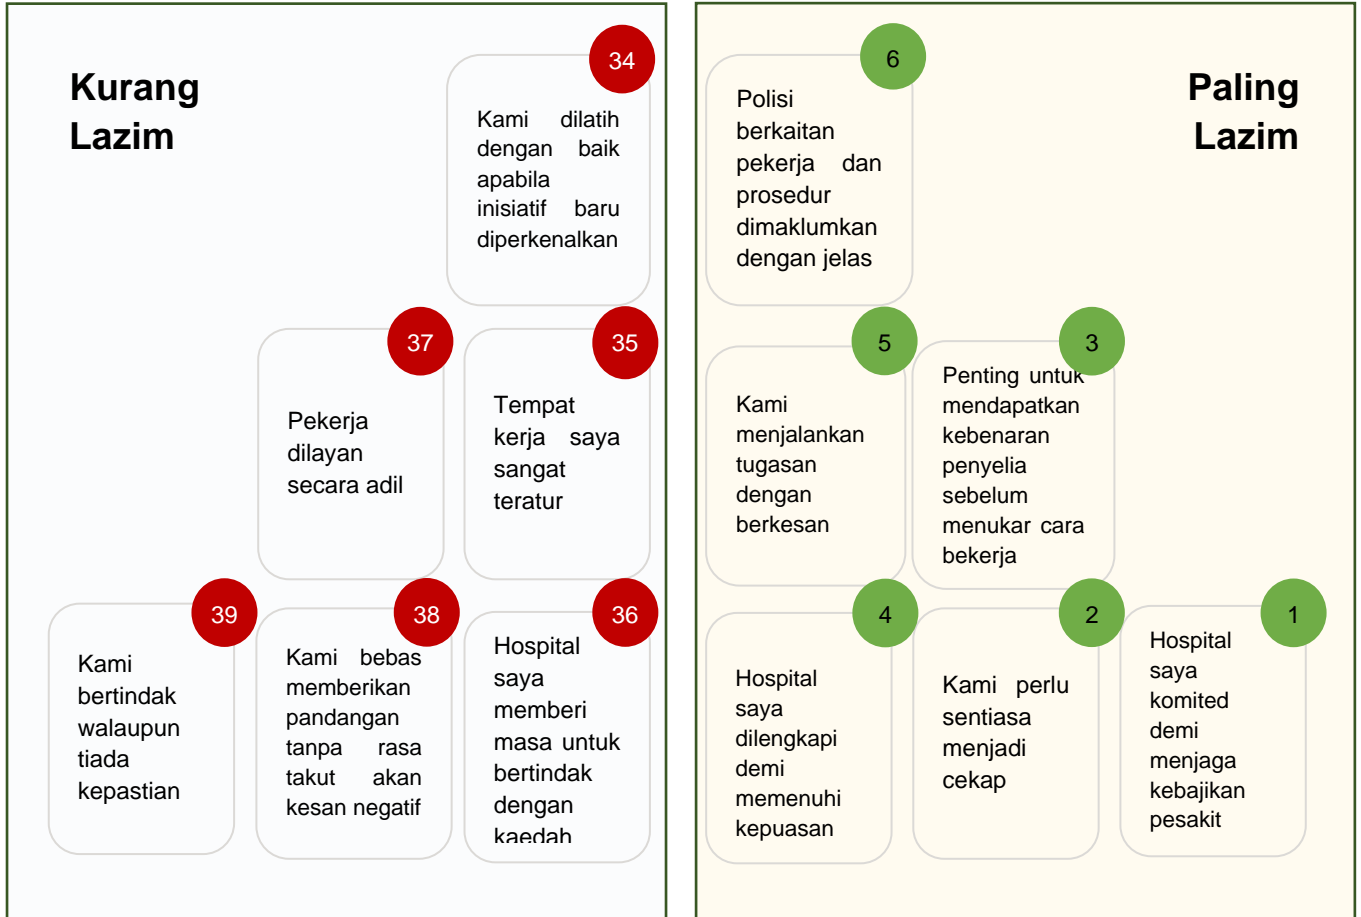 Kurang
Lazim
34
Kami dilatih
dengan baik
apabila
inisiatif baru
diperkenalkan
37
Pekerja
dilayan
secara adil
35
Tempat
kerja saya
sangat
teratur
39
Kami
bertindak
walaupun
tiada
kepastian
38
Kami bebas
memberikan
pandangan
tanpa rasa
takut akan
kesan negatif
36
Hospital
saya
memberi
masa untuk
bertindak
dengan
kaedah
Paling
Lazim
6
Polisi
berkaitan
pekerja dan
prosedur
dimaklumkan
dengan jelas
5
Kami
menjalankan
tugasan
dengan
berkesan
3
Penting untuk
mendapatkan
kebenaran
penyelia
sebelum
menukar cara
bekerja
4
Hospital
saya
dilengkapi
demi
memenuhi
kepuasan
2
Kami perlu
sentiasa
menjadi
cekap
1
Hospital
saya
komited
demi
menjaga
kebajikan
pesakit